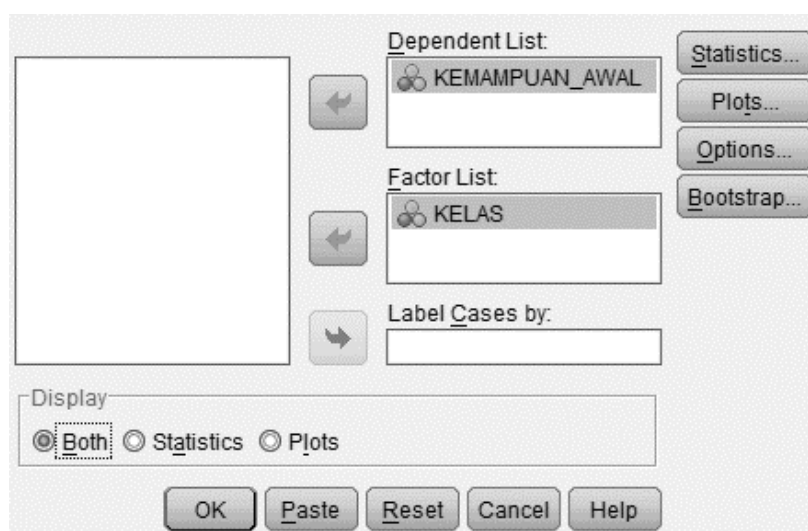 Dependent List:
KEMAMPUAN_AWAL
Factor List:
KELAS
Label Cases by:
Statistics...
Plots...
Options...
Bootstrap...
Display
Both Statistics Plots
OK Paste Reset Cancel Help